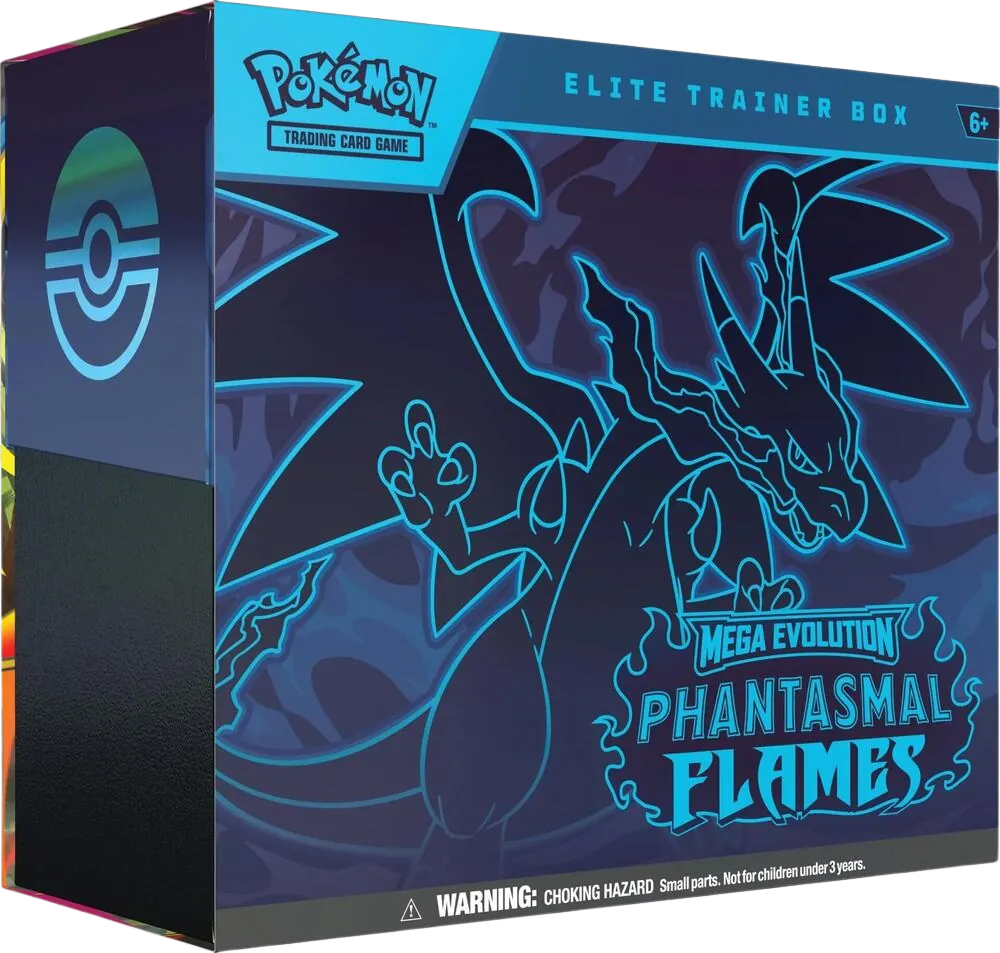 POKéMON™
TRADING CARD GAME
ELITE TRAINER BOX
6+
MEGA EVOLUTION
PHANTASMAL
FLAMES
WARNING: CHOKING HAZARD Small parts. Not for children under 3 years.